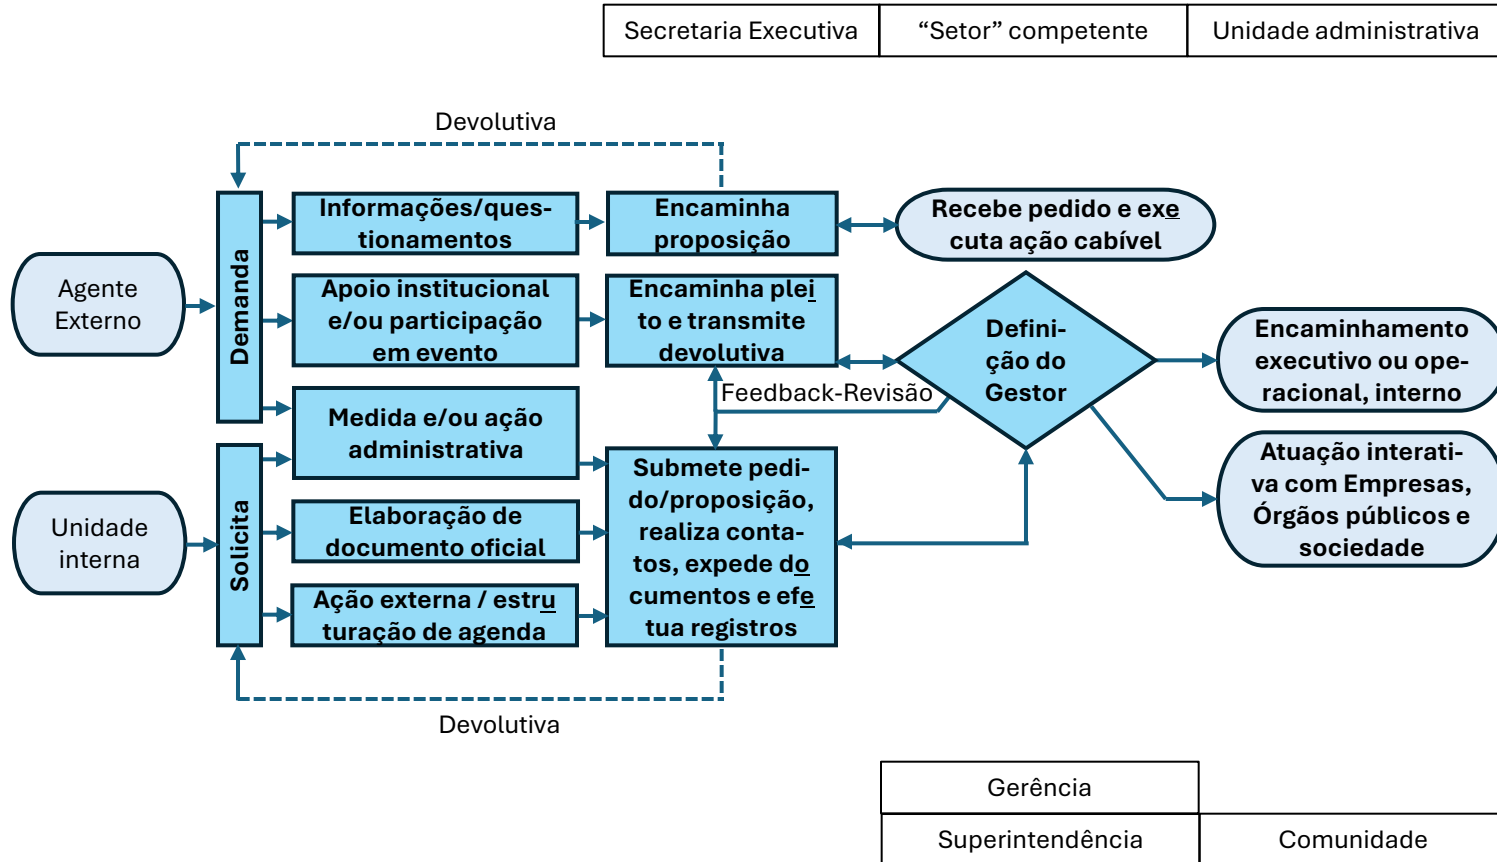 Secretaria Executiva
“Setor” competente
Unidade administrativa
Devolutiva
Agente
Externo
Demanda
Informações/ques-
tionamentos
Encaminha
proposição
Recebe pedido e exe
cuta ação cabível
Apoio institucional
e/ou participação
em evento
Encaminha plei
to e transmite
devolutiva
Defini-
ção do
Gestor
Encaminhamento
executivo ou ope-
racional, interno
Feedback-Revisão
Medida e/ou ação
administrativa
Unidade
interna
Solicita
Elaboração de
documento oficial
Ação externa / estru
turação de agenda
Submete pedi-
do/proposição,
realiza conta-
tos, expede do
cumentos e efe
tua registros
Atuação interati-
va com Empresas,
Órgãos públicos e
sociedade
Devolutiva
Gerência
Superintendência
Comunidade